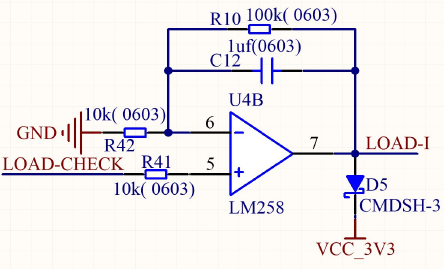 R10 100k( 0603)
1uf(0603)
C12
10k( 0603)
U4B
GND
6
7
LOAD-I
R42
LOAD-CHECK
R41
5
10k( 0603)
D5
LM258
CMDSH-3
VCC_3V3